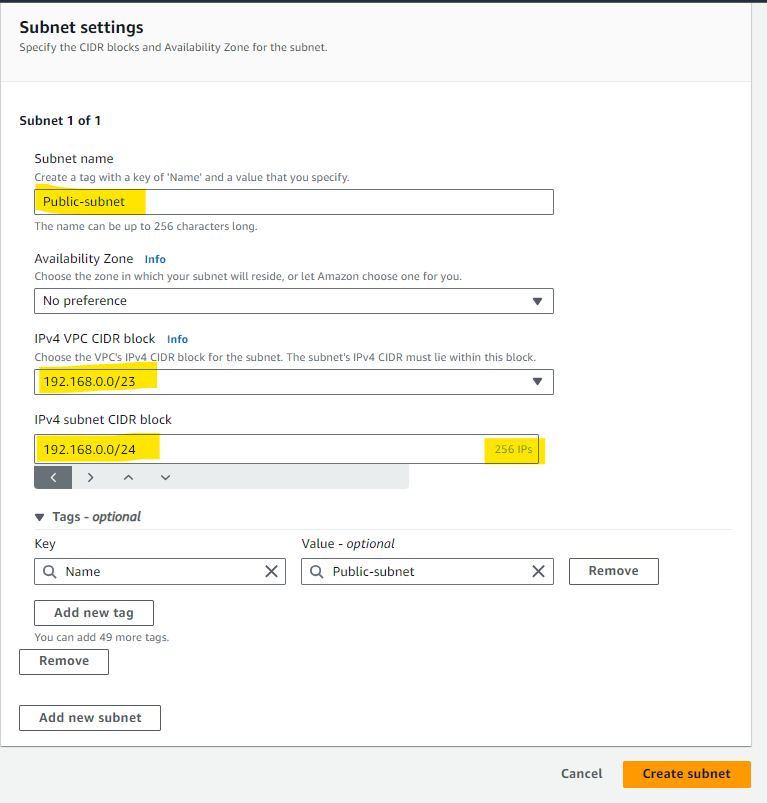 Subnet settings
Specify the CIDR blocks and Availability Zone for the subnet.
Subnet 1 of 1
Subnet name
Create a tag with a key of 'Name' and a value that you specify.
Public-subnet
The name can be up to 256 characters long.
Availability Zone Info
Choose the zone in which your subnet will reside, or let Amazon choose one for you.
No preference
IPv4 VPC CIDR block Info
Choose the VPC's IPv4 CIDR block for the subnet. The subnet's IPv4 CIDR must lie within this block.
192.168.0.0/23
IPv4 subnet CIDR block
192.168.0.0/24 256 IPs
Tags - optional
Key Value - optional
Name Public-subnet Remove
Add new tag
You can add 49 more tags.
Remove
Add new subnet
Cancel Create subnet